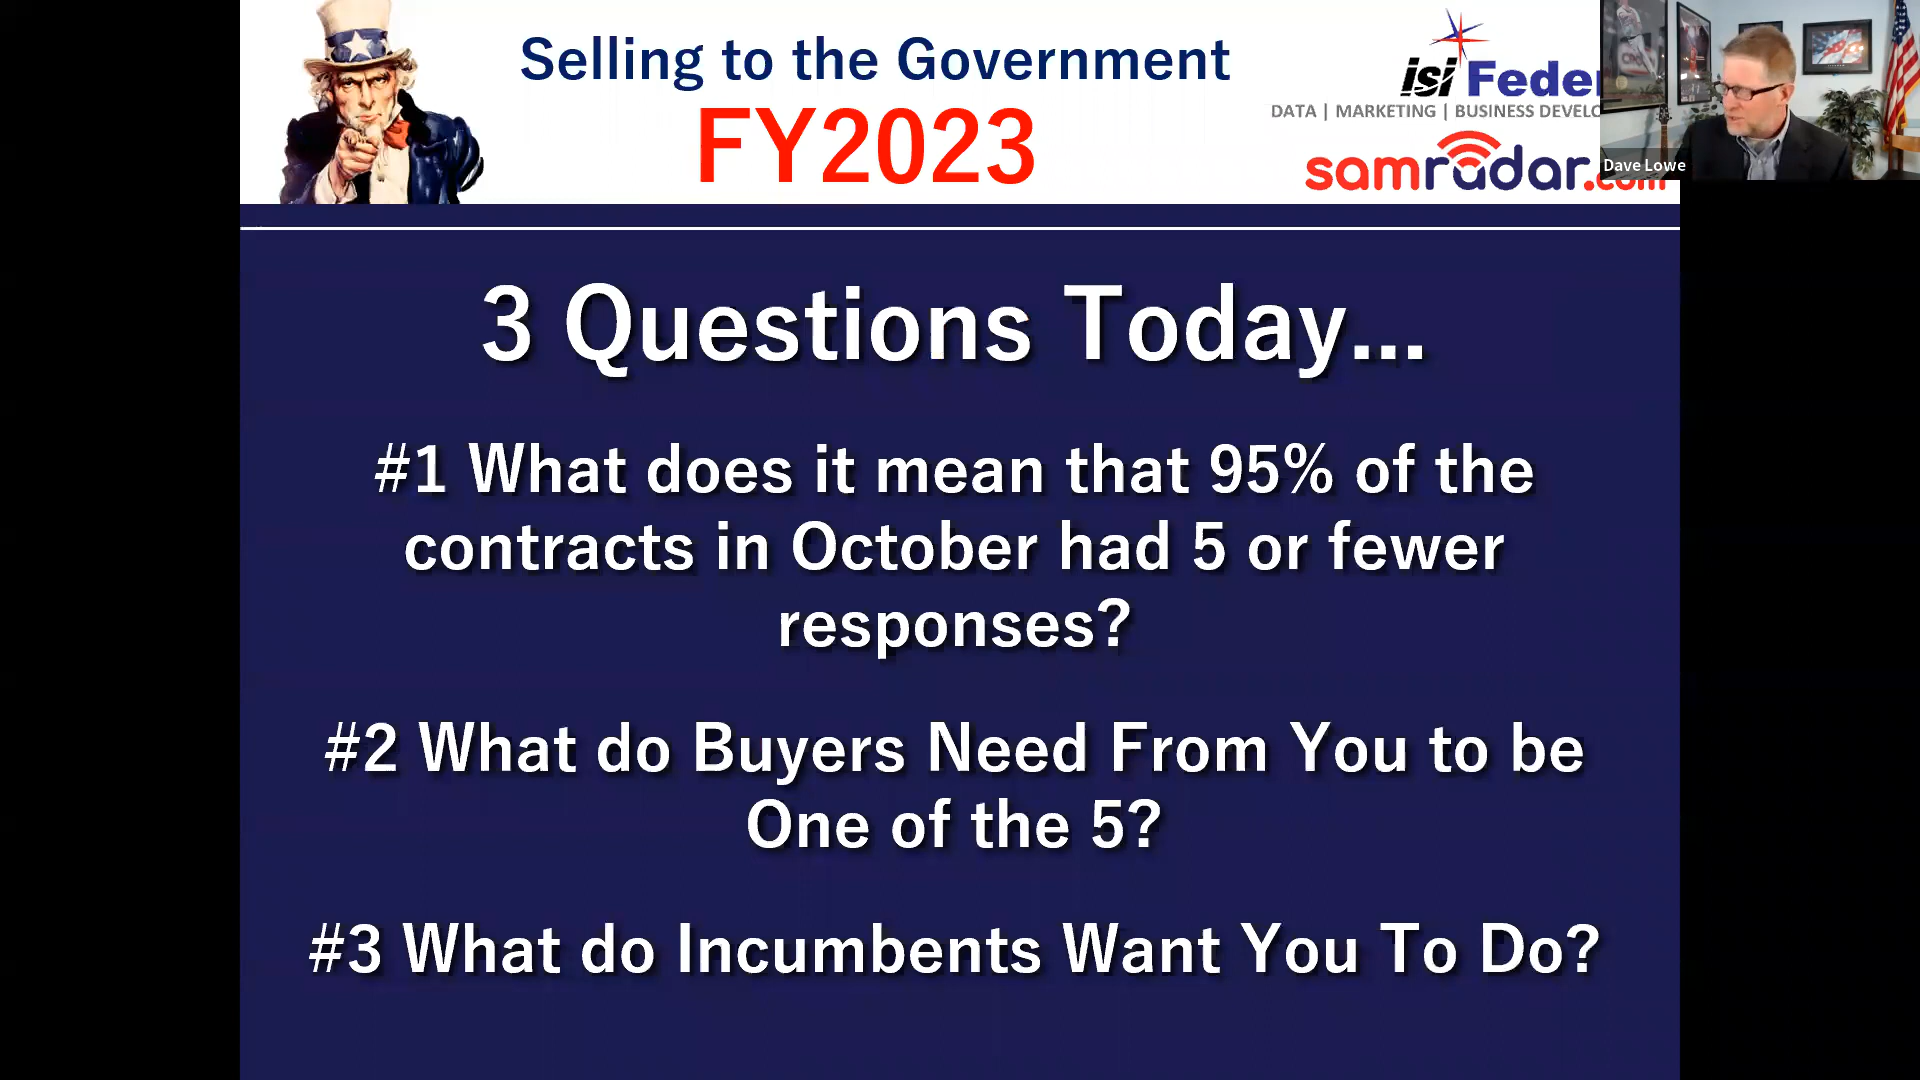 Selling to the Government
FY2023
isi Feder
DATA | MARKETING | BUSINESS DEVELO
samradar.com
Dave Lowe
3 Questions Today...
#1 What does it mean that 95% of the
contracts in October had 5 or fewer
responses?
#2 What do Buyers Need From You to be
One of the 5?
#3 What do Incumbents Want You To Do?